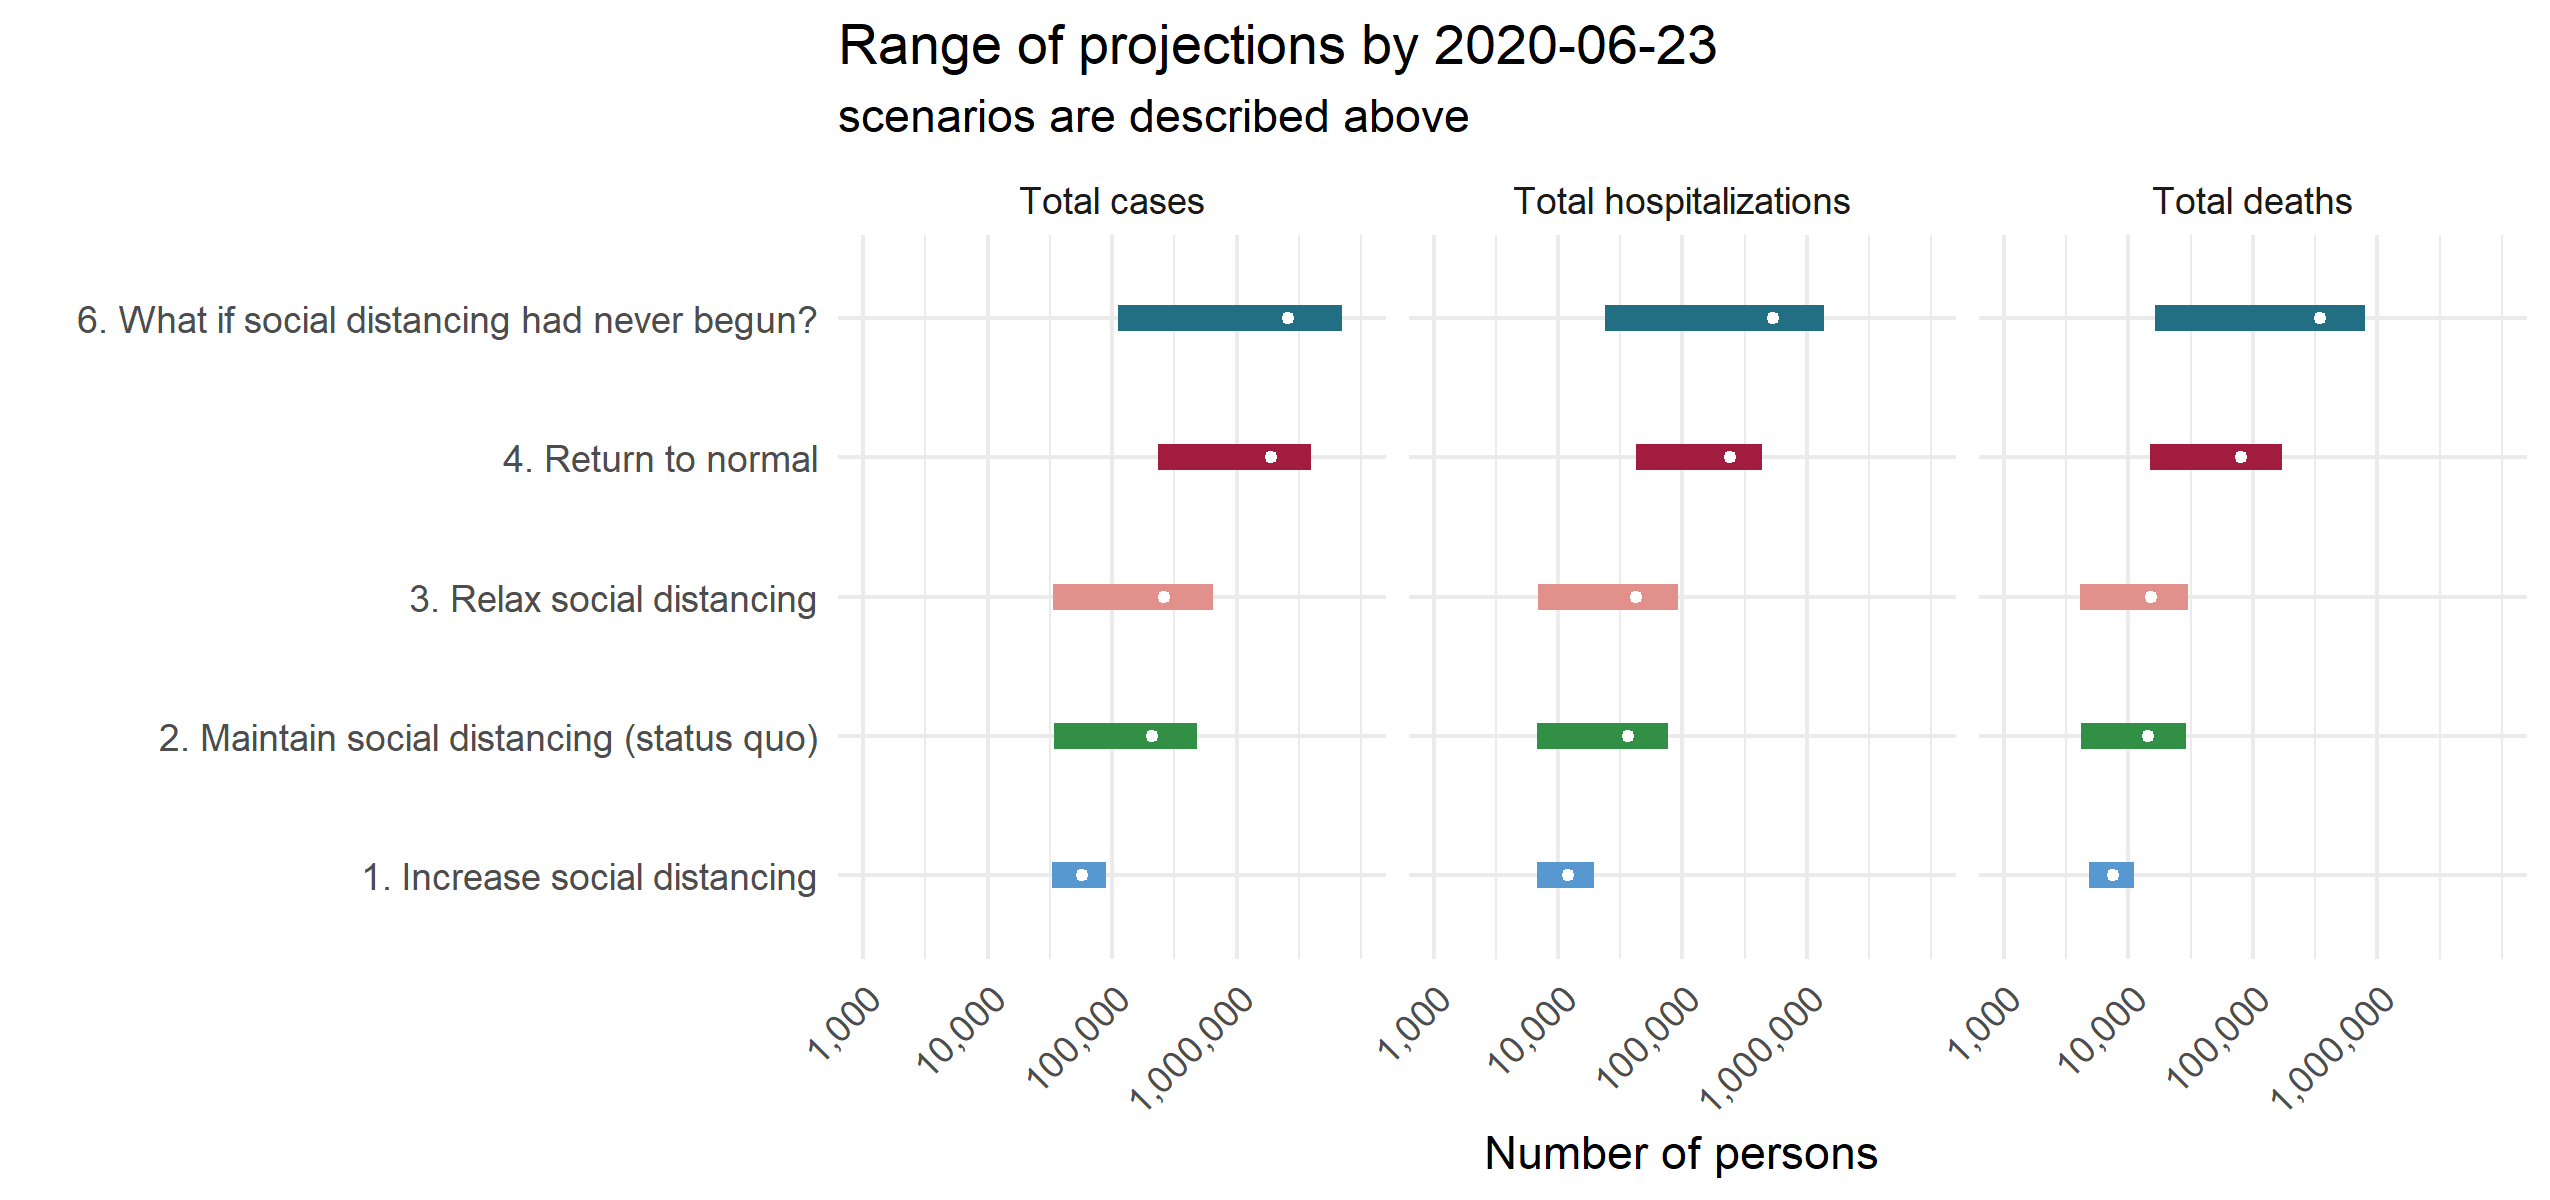 Range of projections by 2020-06-23
scenarios are described above
Total cases
Total hospitalizations
Total deaths
6. What if social distancing had never begun?
4. Return to normal
3. Relax social distancing
2. Maintain social distancing (status quo)
1. Increase social distancing
1,000
10,000
100,000
1,000,000
1,000
10,000
100,000
1,000,000
1,000
10,000
100,000
1,000,000
Number of persons